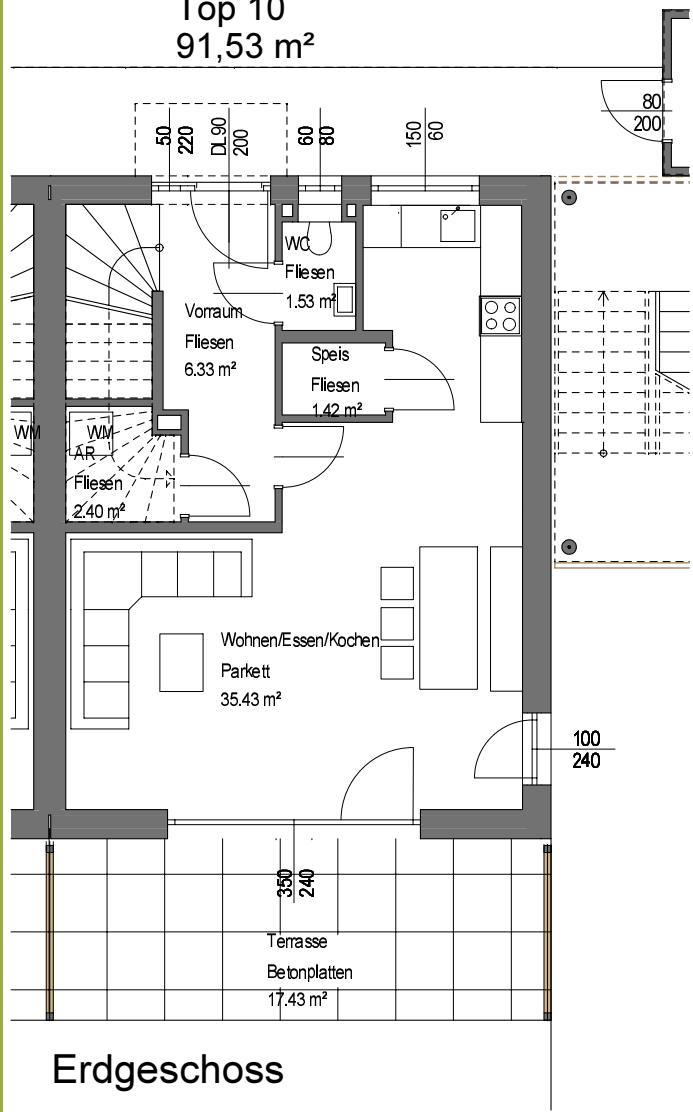 Top 10
91,53 m²
80
200
50
220
DL90
200
60
80
150
60
WC
Fliesen
1.53 m²
Vorraum
Fliesen
6.33 m²
Speis
Fliesen
1.42 m²
WM
WM
AR
Fliesen
2.40 m²
Wohnen/Essen/Kochen
Parkett
35.43 m²
100
240
350
240
Terrasse
Betonplatten
17.43 m²
Erdgeschoss